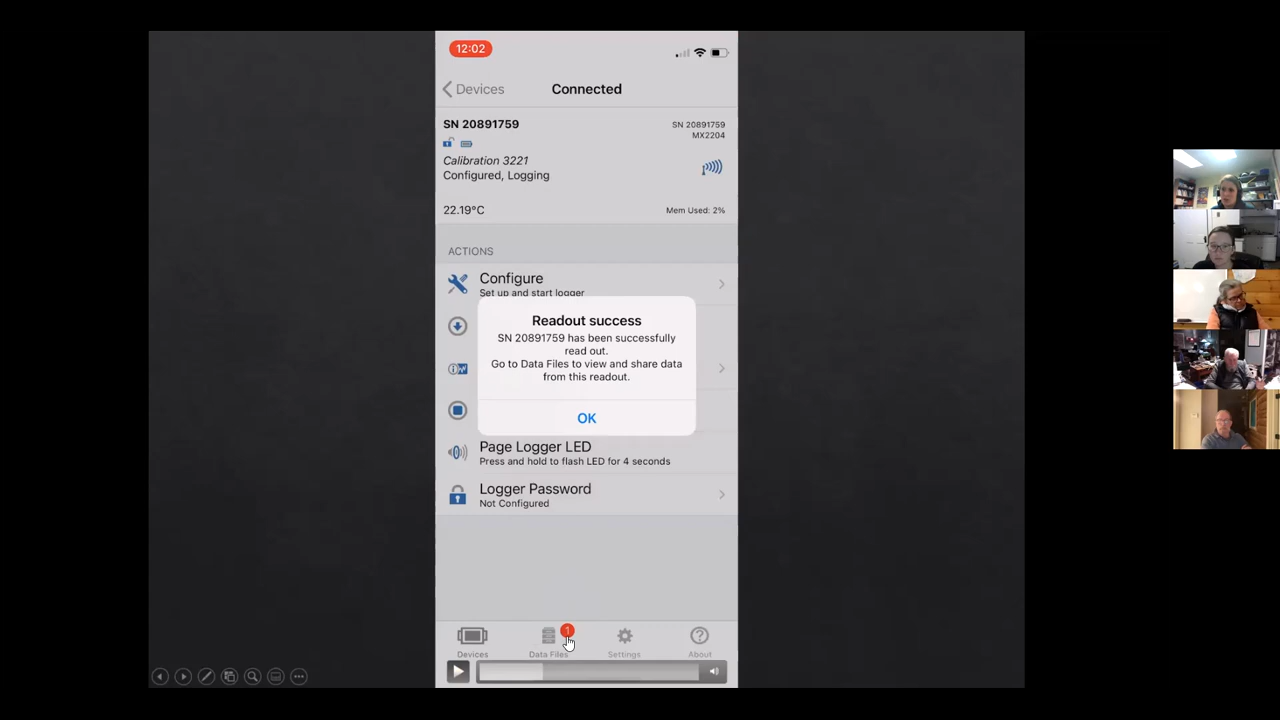 12:02
Devices
Connected
SN 20891759
SN 20891759
MX2204
Calibration 3221
Configured, Logging
22.19°C
Mem Used: 2%
ACTIONS
Configure
Set up and start logger
Readout success
SN 20891759 has been successfully
read out.
Go to Data Files to view and share data
from this readout.
OK
Page Logger LED
Press and hold to flash LED for 4 seconds
Logger Password
Not Configured
1
Devices
Data Files
Settings
About